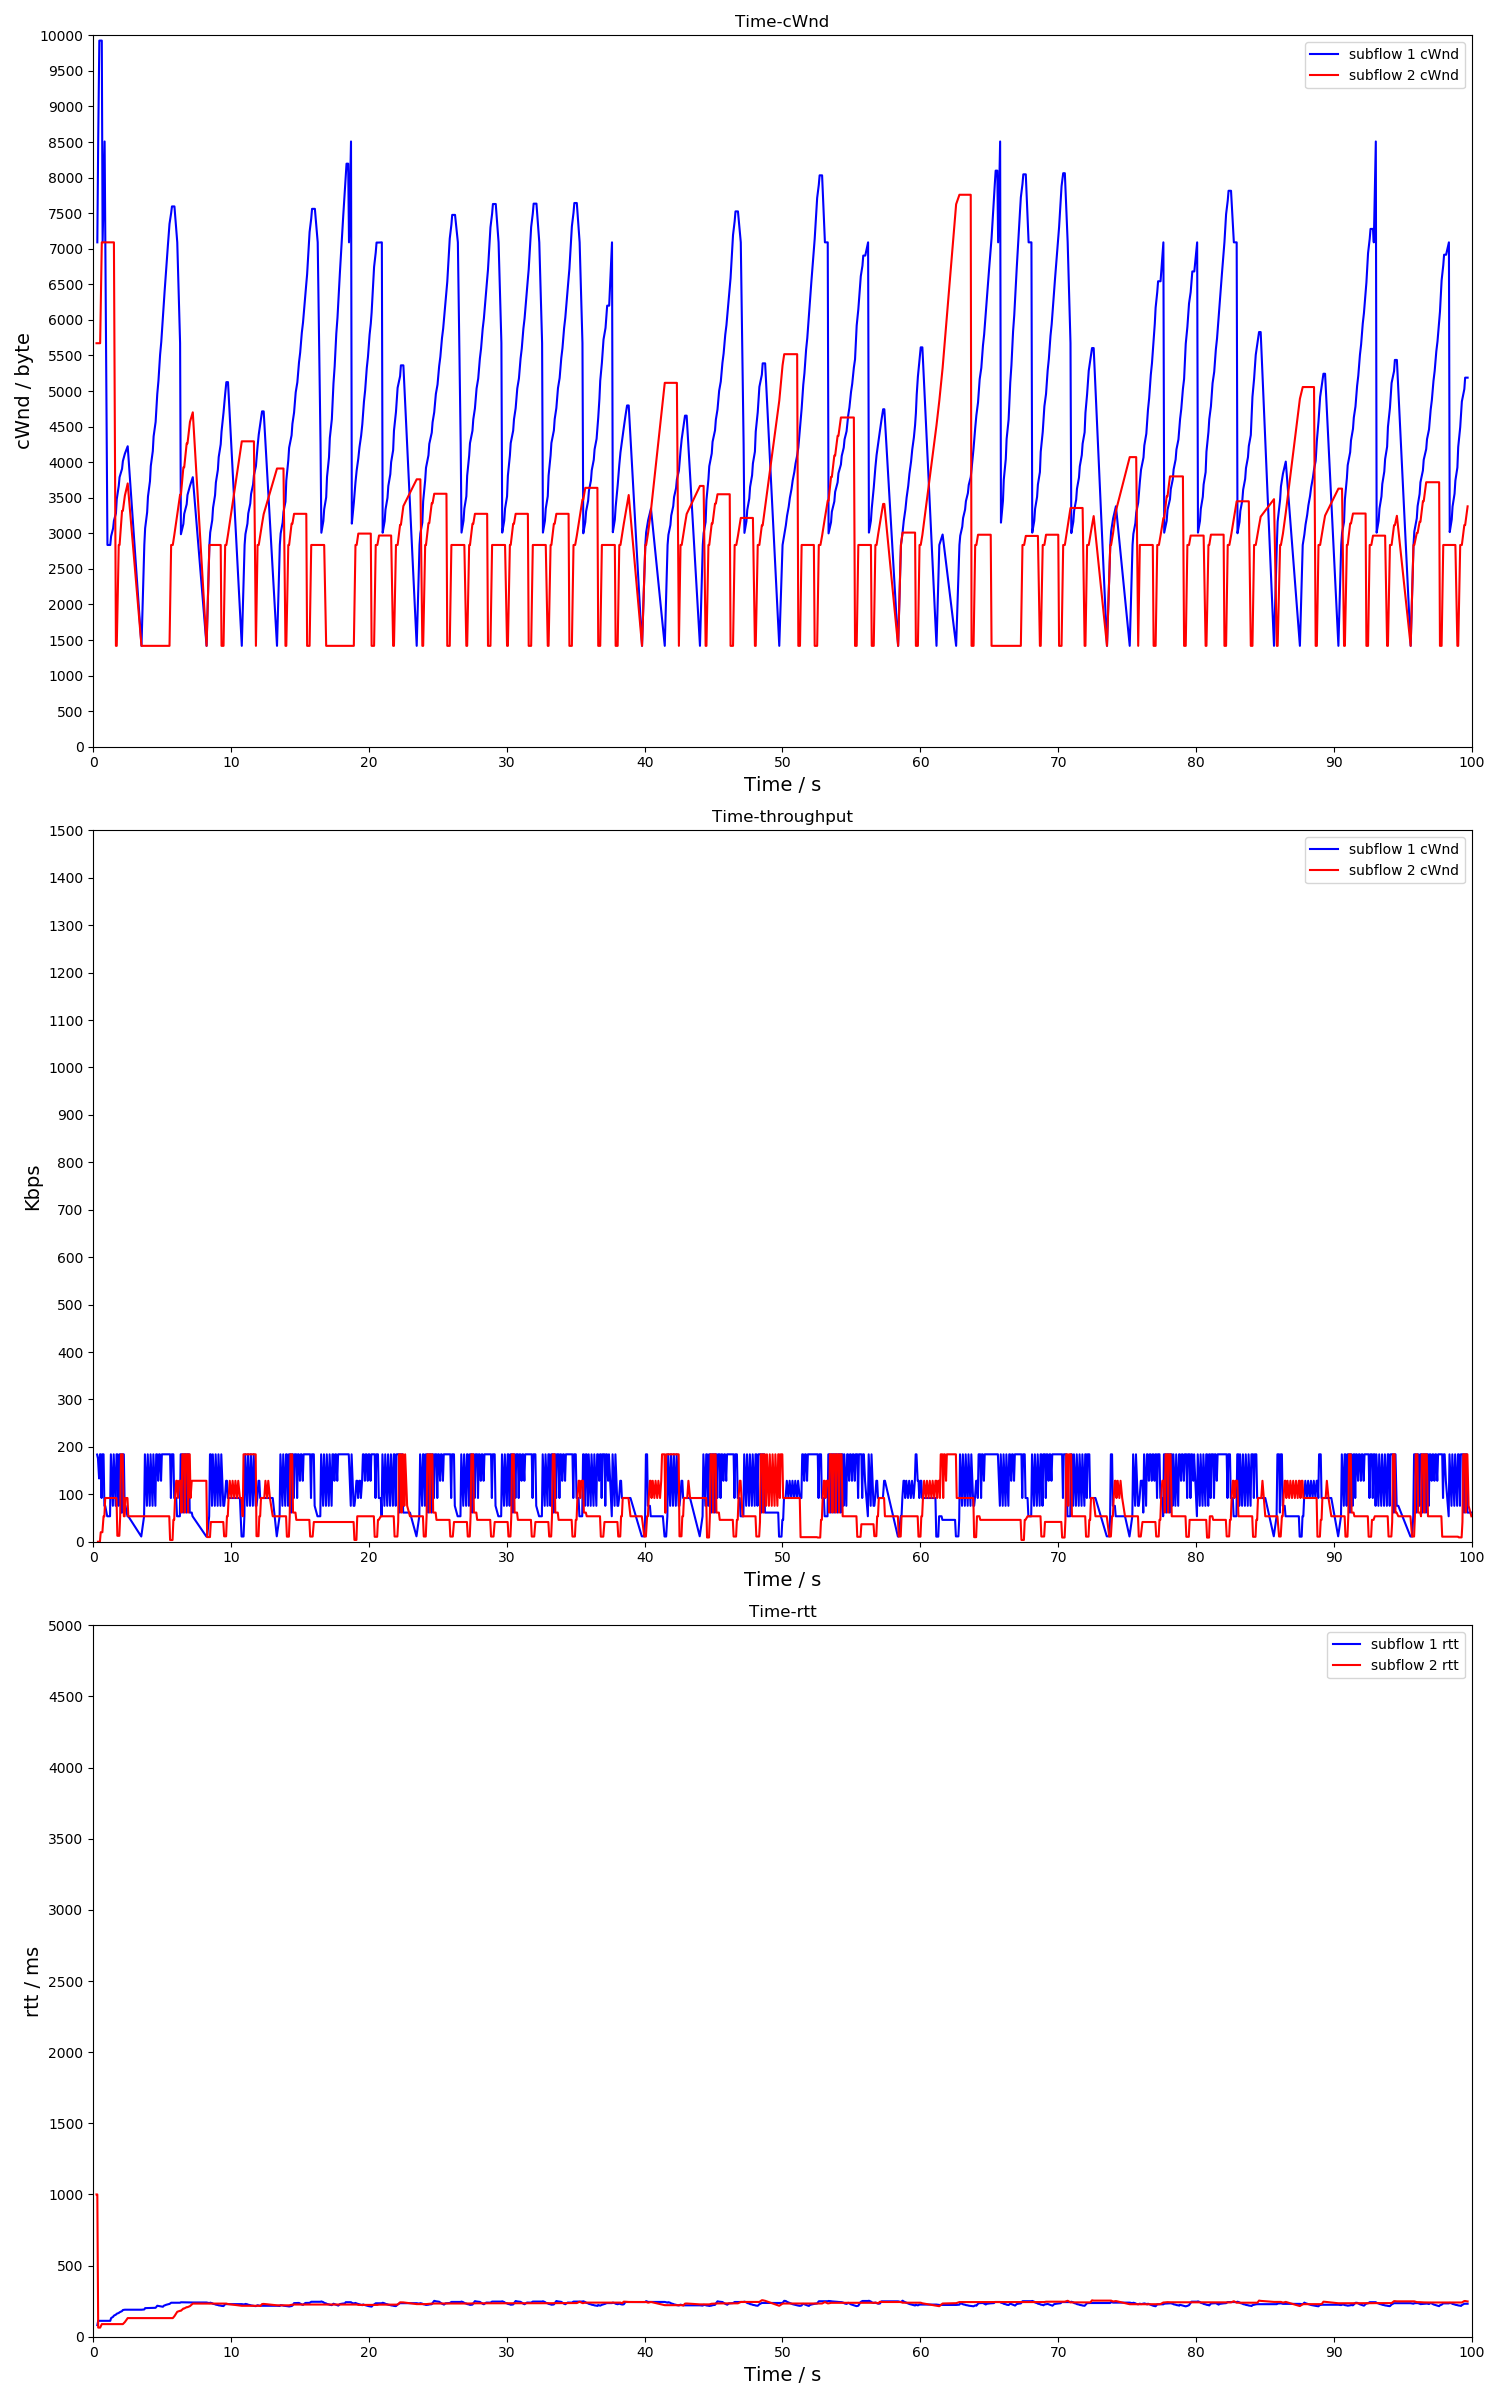 Time-cWnd
cWnd / byte
10000
9500
9000
8500
8000
7500
7000
6500
6000
5500
5000
4500
4000
3500
3000
2500
2000
1500
1000
500
0
subflow 1 cWnd
subflow 2 cWnd
0 10 20 30 40 50 60 70 80 90 100
Time / s
Time-throughput
Kbps
1500
1400
1300
1200
1100
1000
900
800
700
600
500
400
300
200
100
0
subflow 1 cWnd
subflow 2 cWnd
0 10 20 30 40 50 60 70 80 90 100
Time / s
Time-rtt
rtt / ms
5000
4500
4000
3500
3000
2500
2000
1500
1000
500
0
subflow 1 rtt
subflow 2 rtt
0 10 20 30 40 50 60 70 80 90 100
Time / s